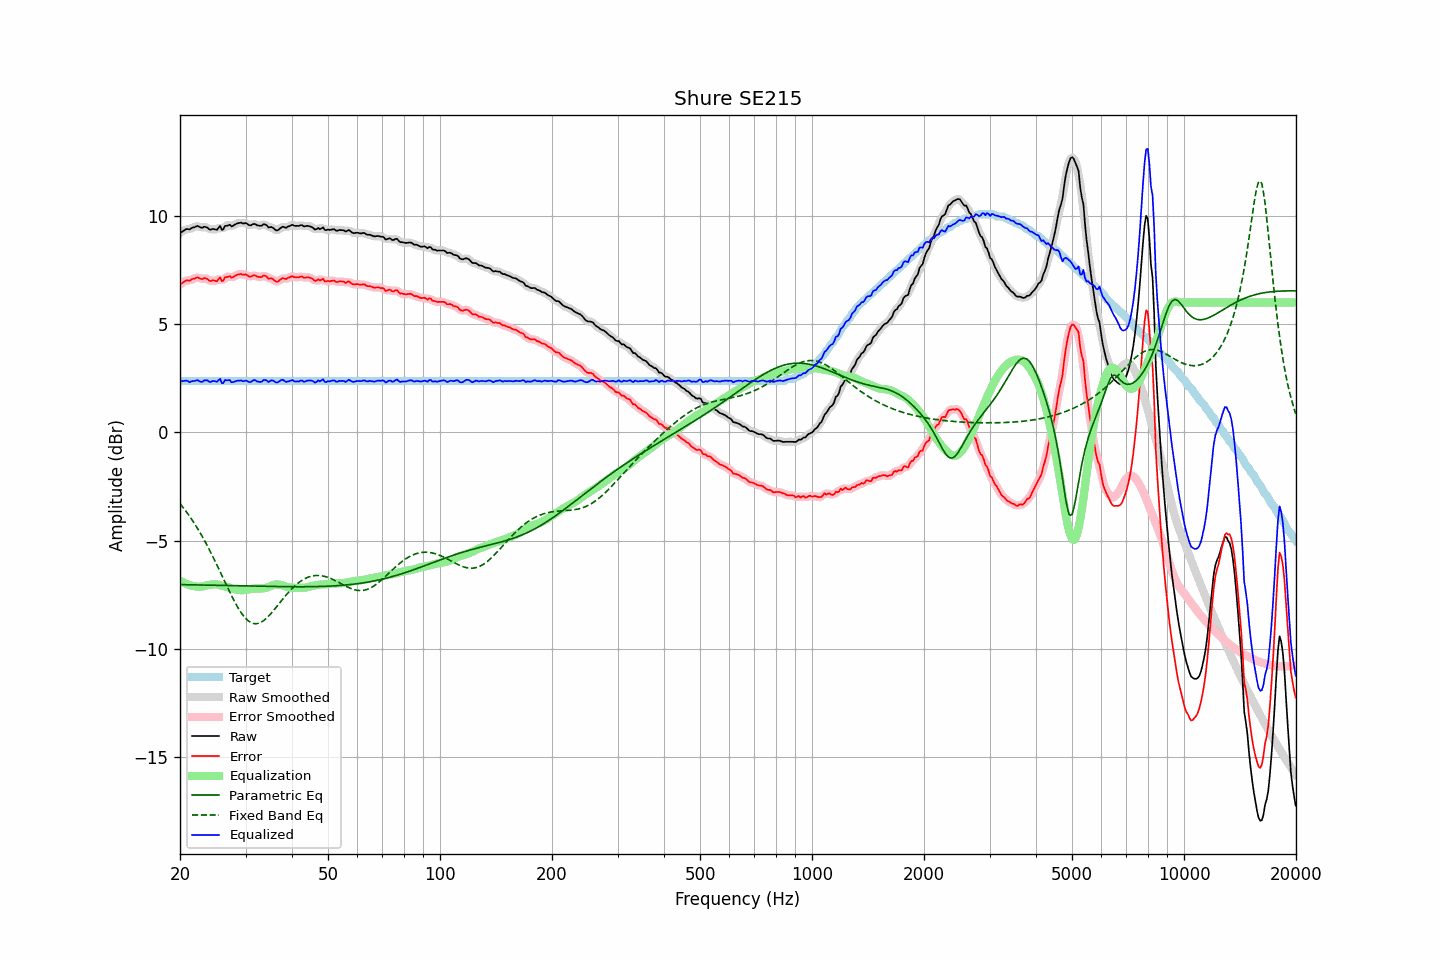 Shure SE215
Amplitude (dBr)
10
5
0
−5
−10
−15
Target
Raw Smoothed
Error Smoothed
Raw
Error
Equalization
Parametric Eq
Fixed Band Eq
Equalized
20 50 100 200 500 1000 2000 5000 10000 20000
Frequency (Hz)